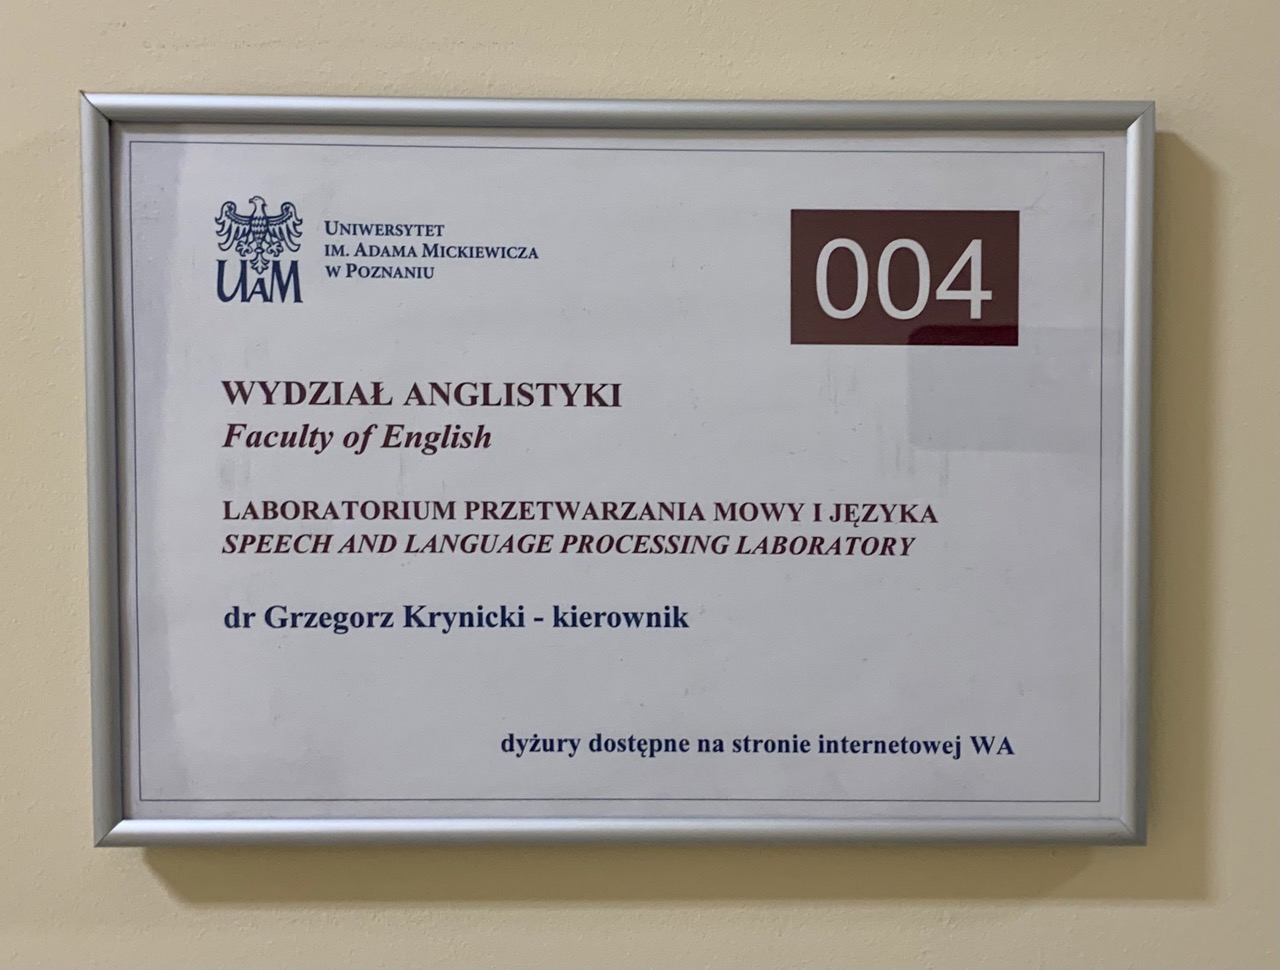 UAM
UNIWERSYTET
IM. ADAMA MICKIEWICZA
W POZNANIU
004
WYDZIAŁ ANGLISTYKI
Faculty of English
LABORATORIUM PRZETWARZANIA MOWY I JĘZYKA
SPEECH AND LANGUAGE PROCESSING LABORATORY
dr Grzegorz Krynicki - kierownik
dyżury dostępne na stronie internetowej WA